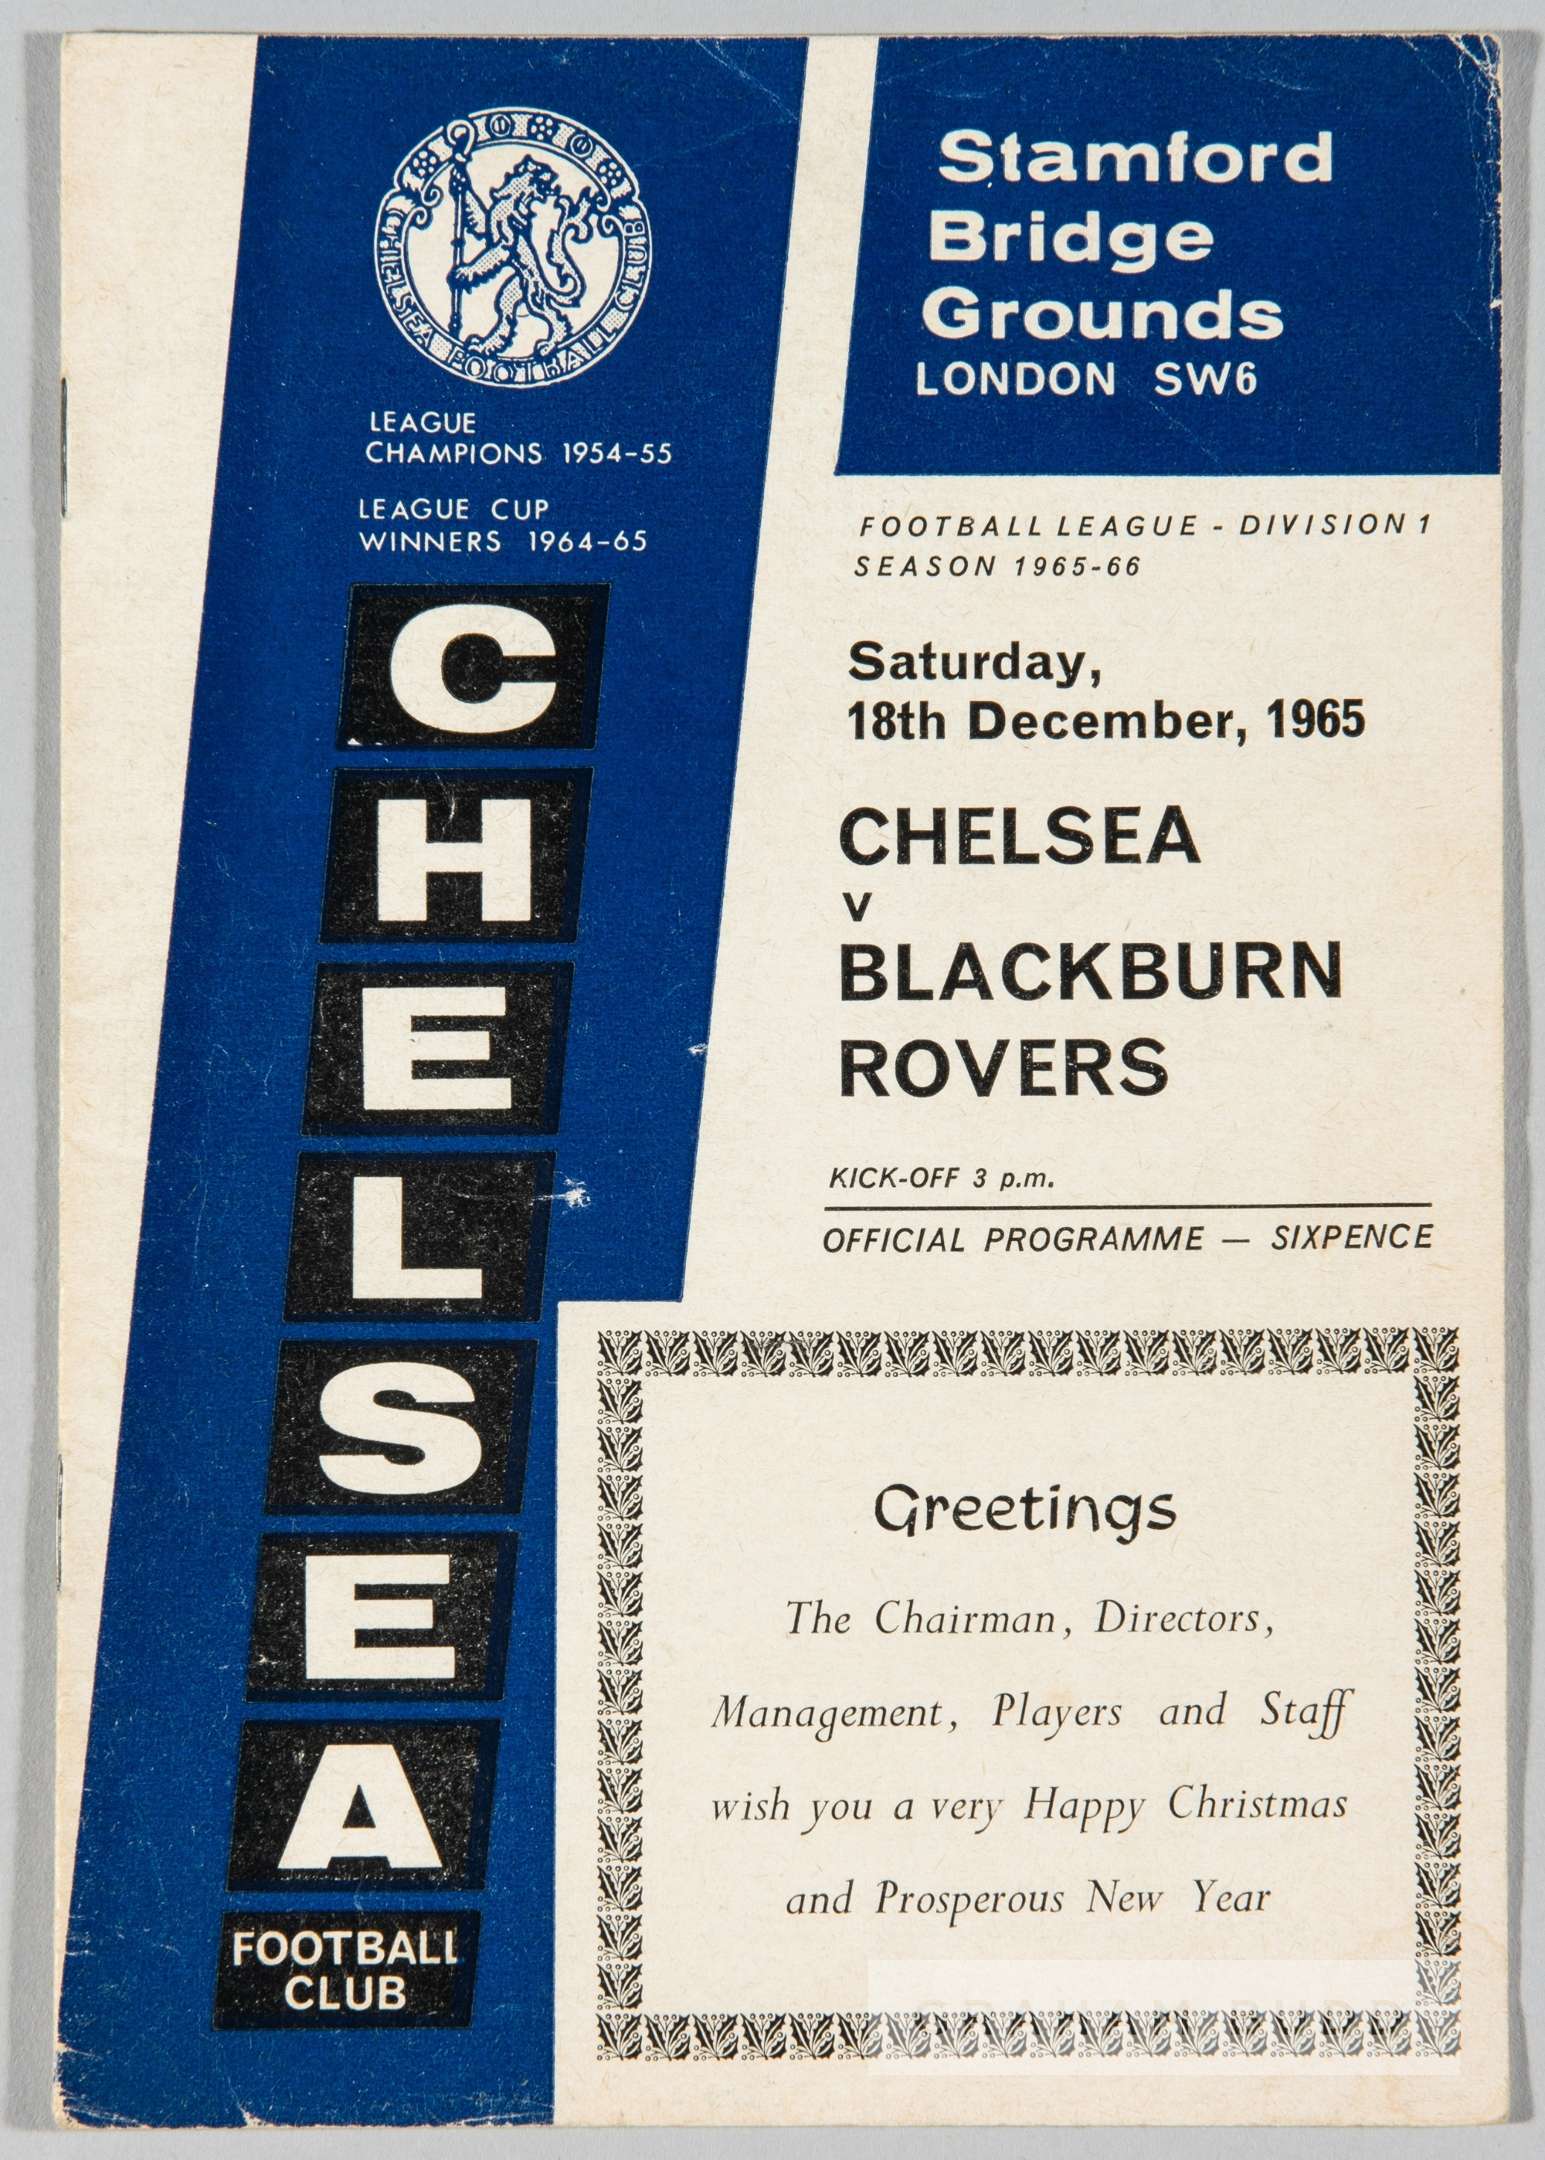 CHELSEA FOOTBALL CLUB
LEAGUE
CHAMPIONS 1954-55
LEAGUE CUP
WINNERS 1964-65
CHELSEA
FOOTBALL
CLUB
Stamford
Bridge
Grounds
LONDON SW6
FOOTBALL LEAGUE - DIVISION 1
SEASON 1965-66
Saturday,
18th December, 1965
CHELSEA
v
BLACKBURN
ROVERS
KICK-OFF 3 p.m.
OFFICIAL PROGRAMME — SIXPENCE
Greetings
The Chairman, Directors,
Management, Players and Staff
wish you a very Happy Christmas
and Prosperous New Year